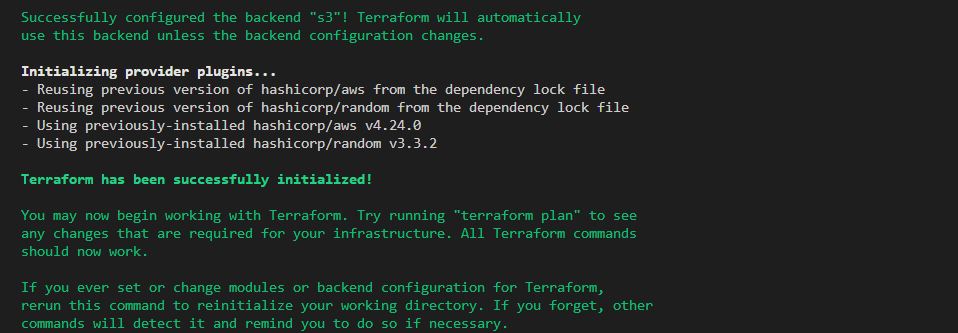 Successfully configured the backend "s3"! Terraform will automatically
use this backend unless the backend configuration changes.
Initializing provider plugins...
- Reusing previous version of hashicorp/aws from the dependency lock file
- Reusing previous version of hashicorp/random from the dependency lock file
- Using previously-installed hashicorp/aws v4.24.0
- Using previously-installed hashicorp/random v3.3.2
Terraform has been successfully initialized!
You may now begin working with Terraform. Try running "terraform plan" to see
any changes that are required for your infrastructure. All Terraform commands
should now work.
If you ever set or change modules or backend configuration for Terraform,
rerun this command to reinitialize your working directory. If you forget, other
commands will detect it and remind you to do so if necessary.